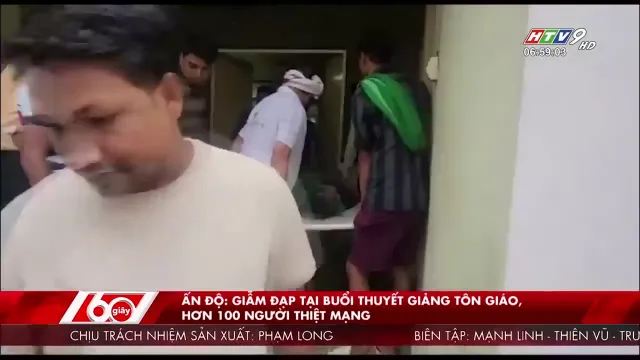 HTV9 HD
06:59:03
60 giây
ẤN ĐỘ: GIẪM ĐẠP TẠI BUỔI THUYẾT GIẢNG TÔN GIÁO,
HƠN 100 NGƯỜI THIỆT MẠNG
CHỊU TRÁCH NHIỆM SẢN XUẤT: PHẠM LONG
BIÊN TẬP: MẠNH LINH - THIÊN VŨ - TRU